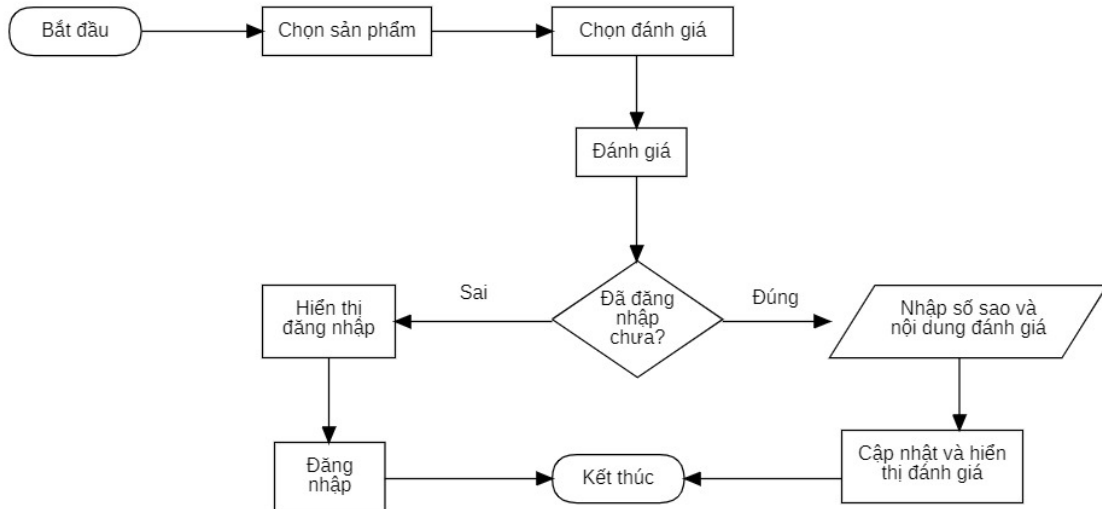 Bắt đầu
Chọn sản phẩm
Chọn đánh giá
Đánh giá
Sai
Đã đăng
nhập
chưa?
Đúng
Hiển thị
đăng nhập
Nhập số sao và
nội dung đánh giá
Đăng
nhập
Kết thúc
Cập nhật và hiển
thị đánh giá